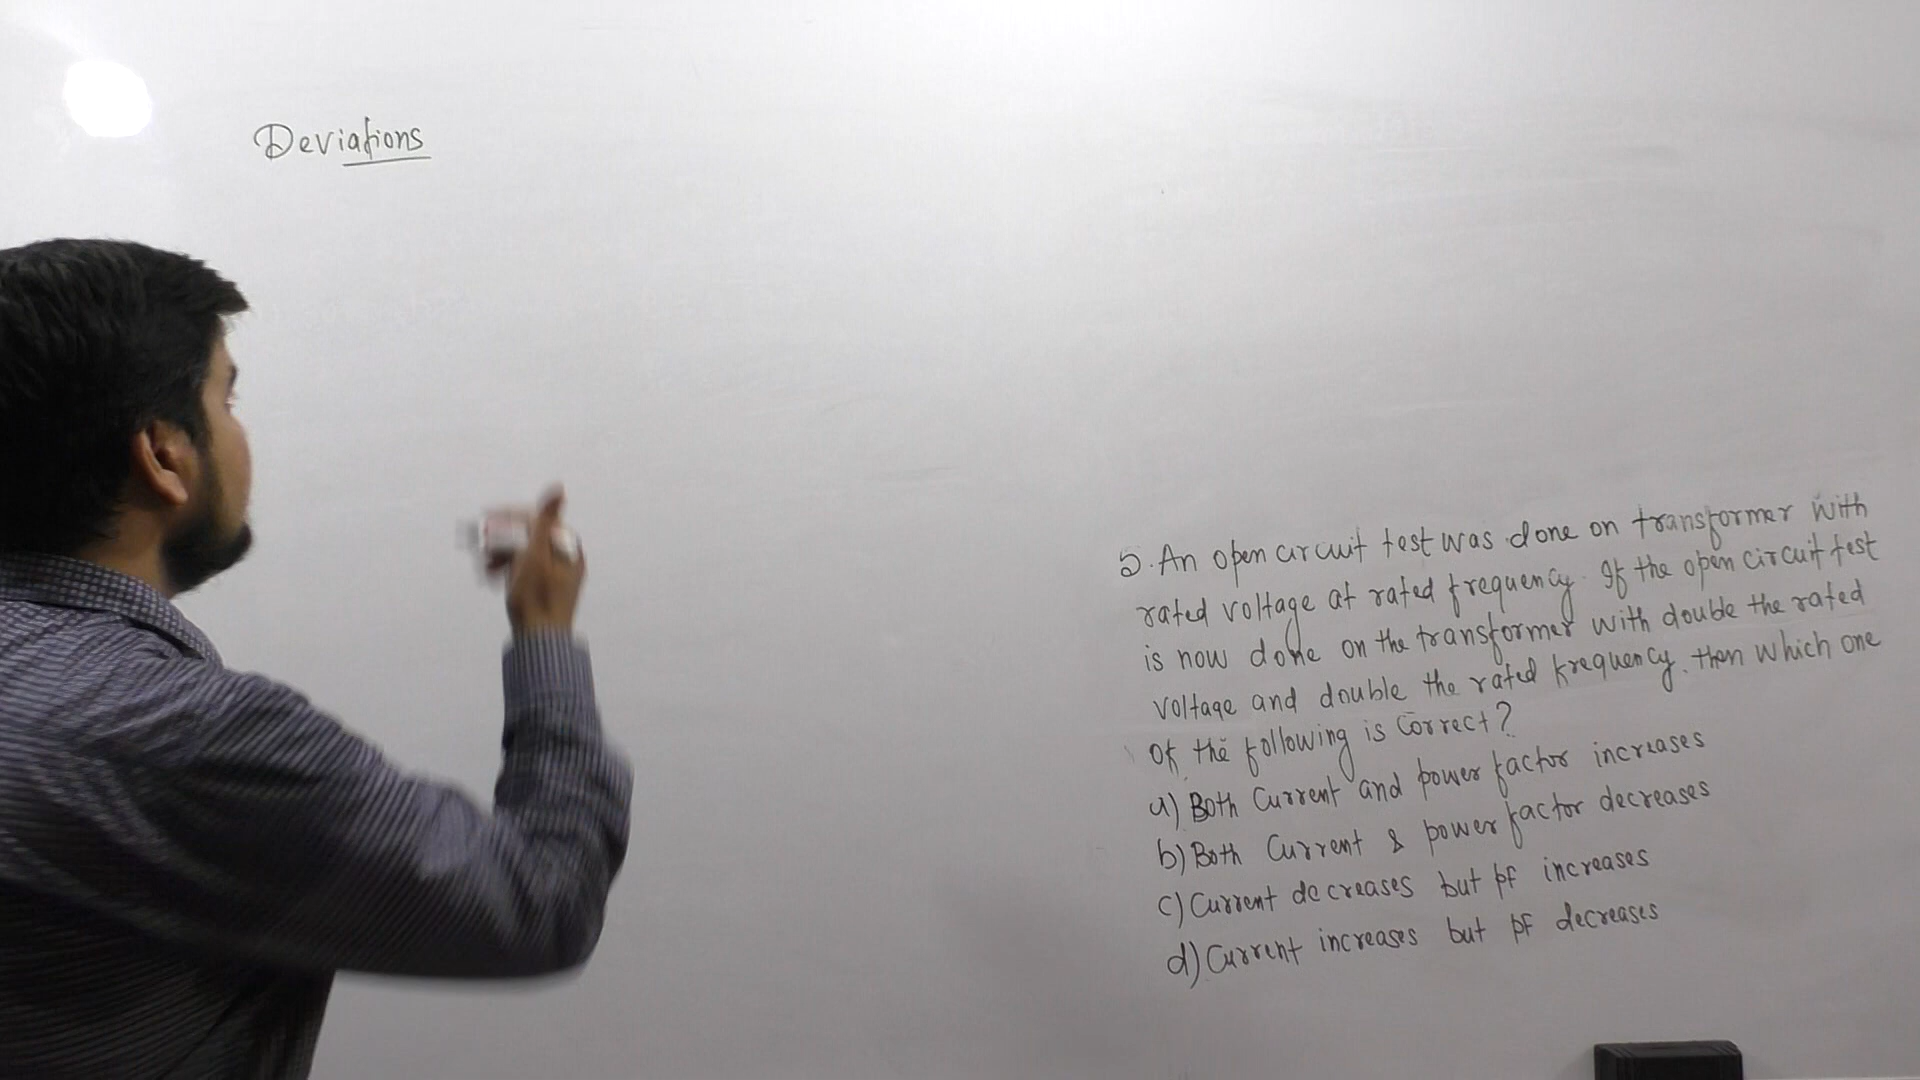 Deviations
5. An open circuit test was done on transformer with
rated voltage at rated frequency. If the open circuit test
is now done on the transformer with double the rated
voltage and double the rated frequency, then which one
of the following is correct?
a) Both Current and power factor increases
b) Both Current & power factor decreases
c) Current decreases but pf increases
d) Current increases but pf decreases